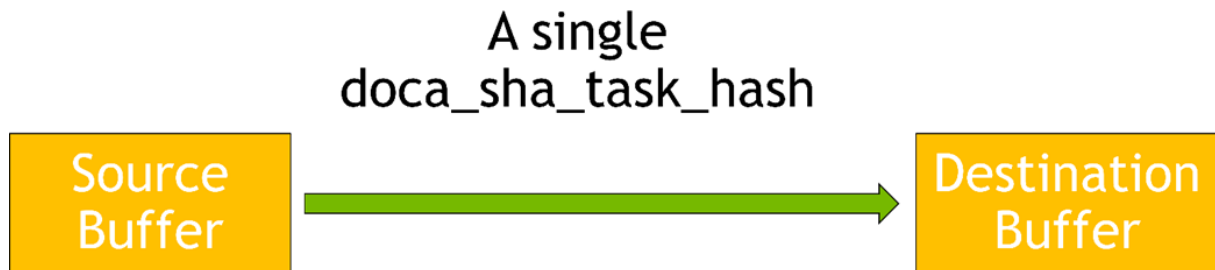 A single
doca_sha_task_hash
Source
Buffer
Destination
Buffer